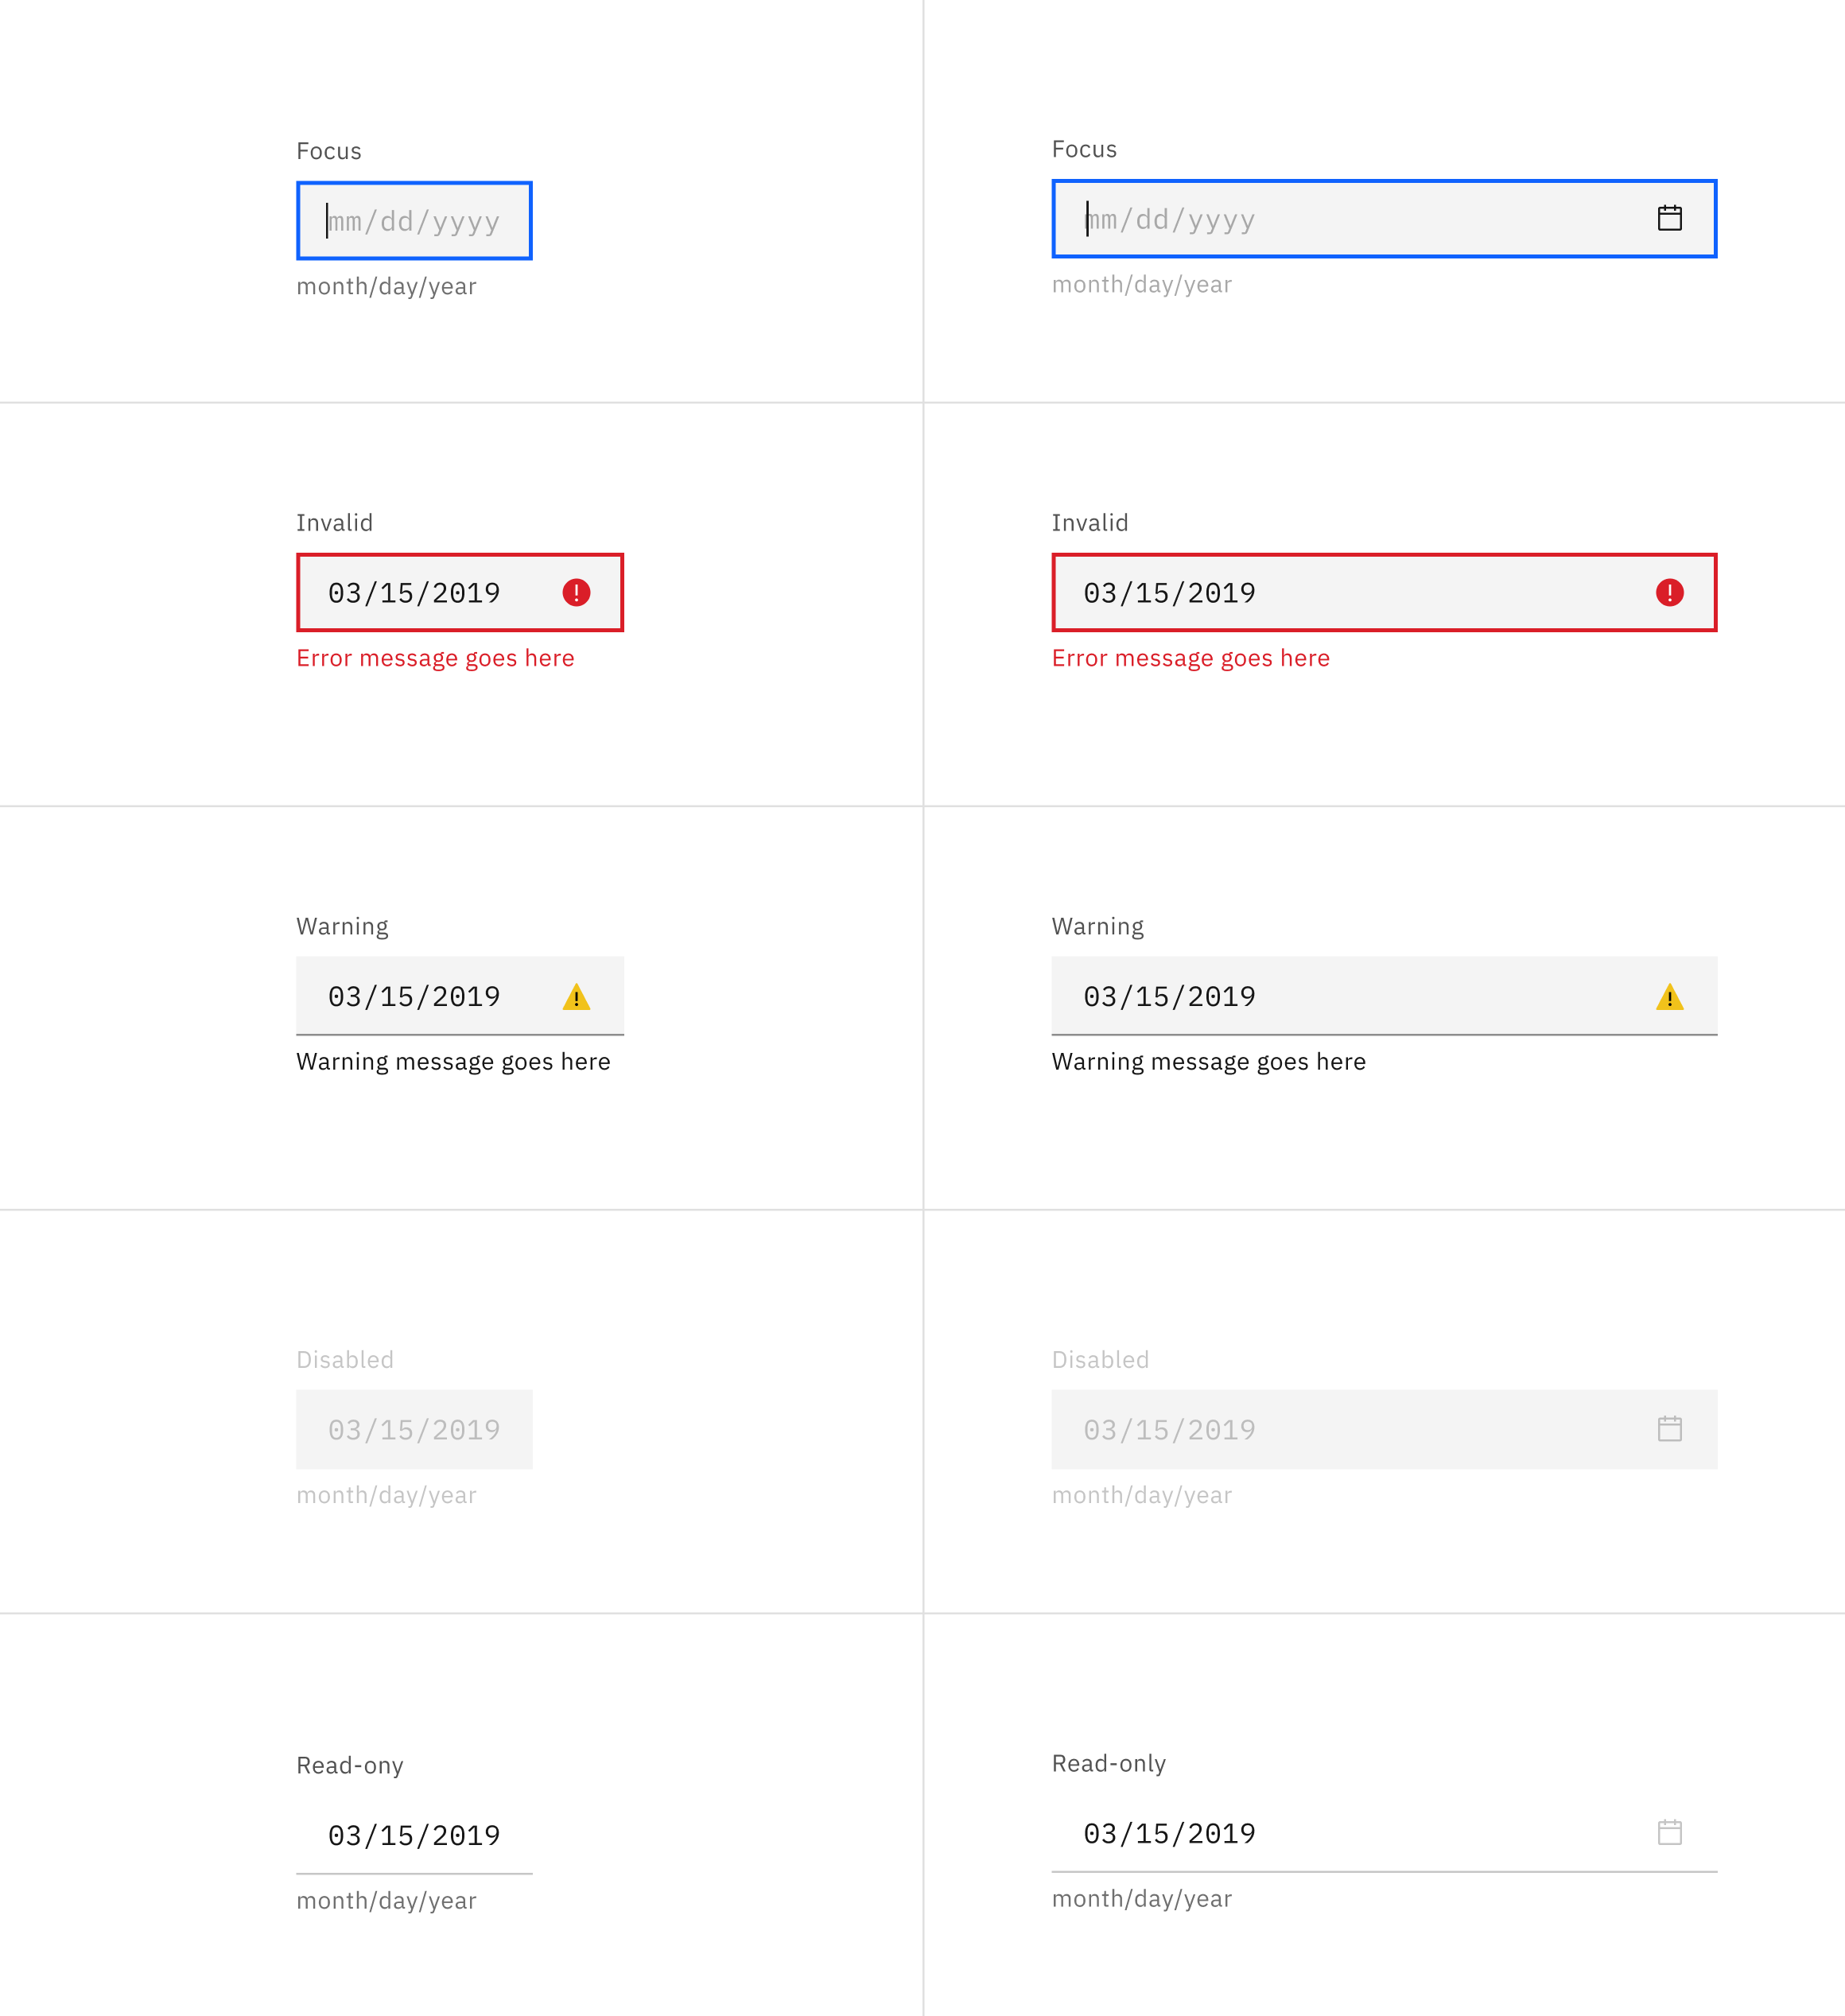 Focus
mm/dd/yyyy
month/day/year
Focus
mm/dd/yyyy
month/day/year
Invalid
03/15/2019
Error message goes here
Invalid
03/15/2019
Error message goes here
Warning
03/15/2019
Warning message goes here
Warning
03/15/2019
Warning message goes here
Disabled
03/15/2019
month/day/year
Disabled
03/15/2019
month/day/year
Read-ony
03/15/2019
month/day/year
Read-only
03/15/2019
month/day/year